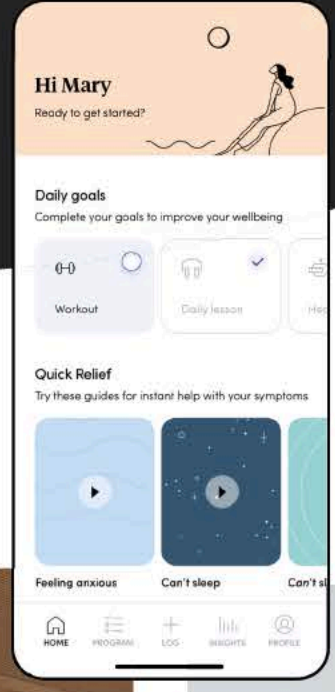 Hi Mary
Ready to get started?
Daily goals
Complete your goals to improve your wellbeing
Workout
Daily lesson
Quick Relief
Try these guides for instant help with your symptoms
Feeling anxious
Can't sleep
Can't sl
HOME
PROGRAM
LOG
INSIGHTS
PROFILE